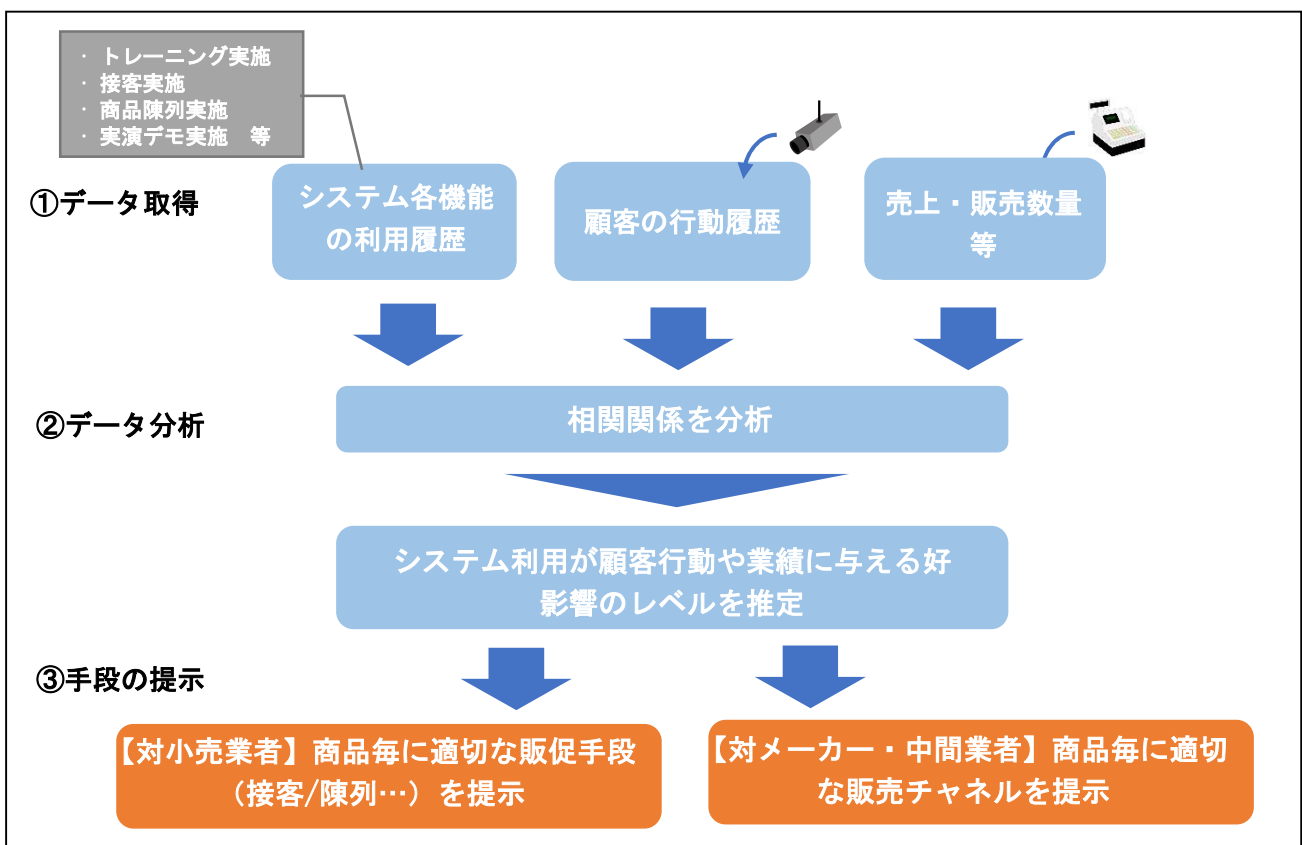 · トレーニング実施
· 接客実施
· 商品陳列実施
· 実演デモ実施　等
①データ取得
システム各機能
の利用履歴
顧客の行動履歴
売上・販売数量
等
②データ分析
相関関係を分析
システム利用が顧客行動や業績に与える好
影響のレベルを推定
③手段の提示
【対小売業者】商品毎に適切な販促手段
（接客/陳列…）を提示
【対メーカー・中間業者】商品毎に適切
な販売チャネルを提示